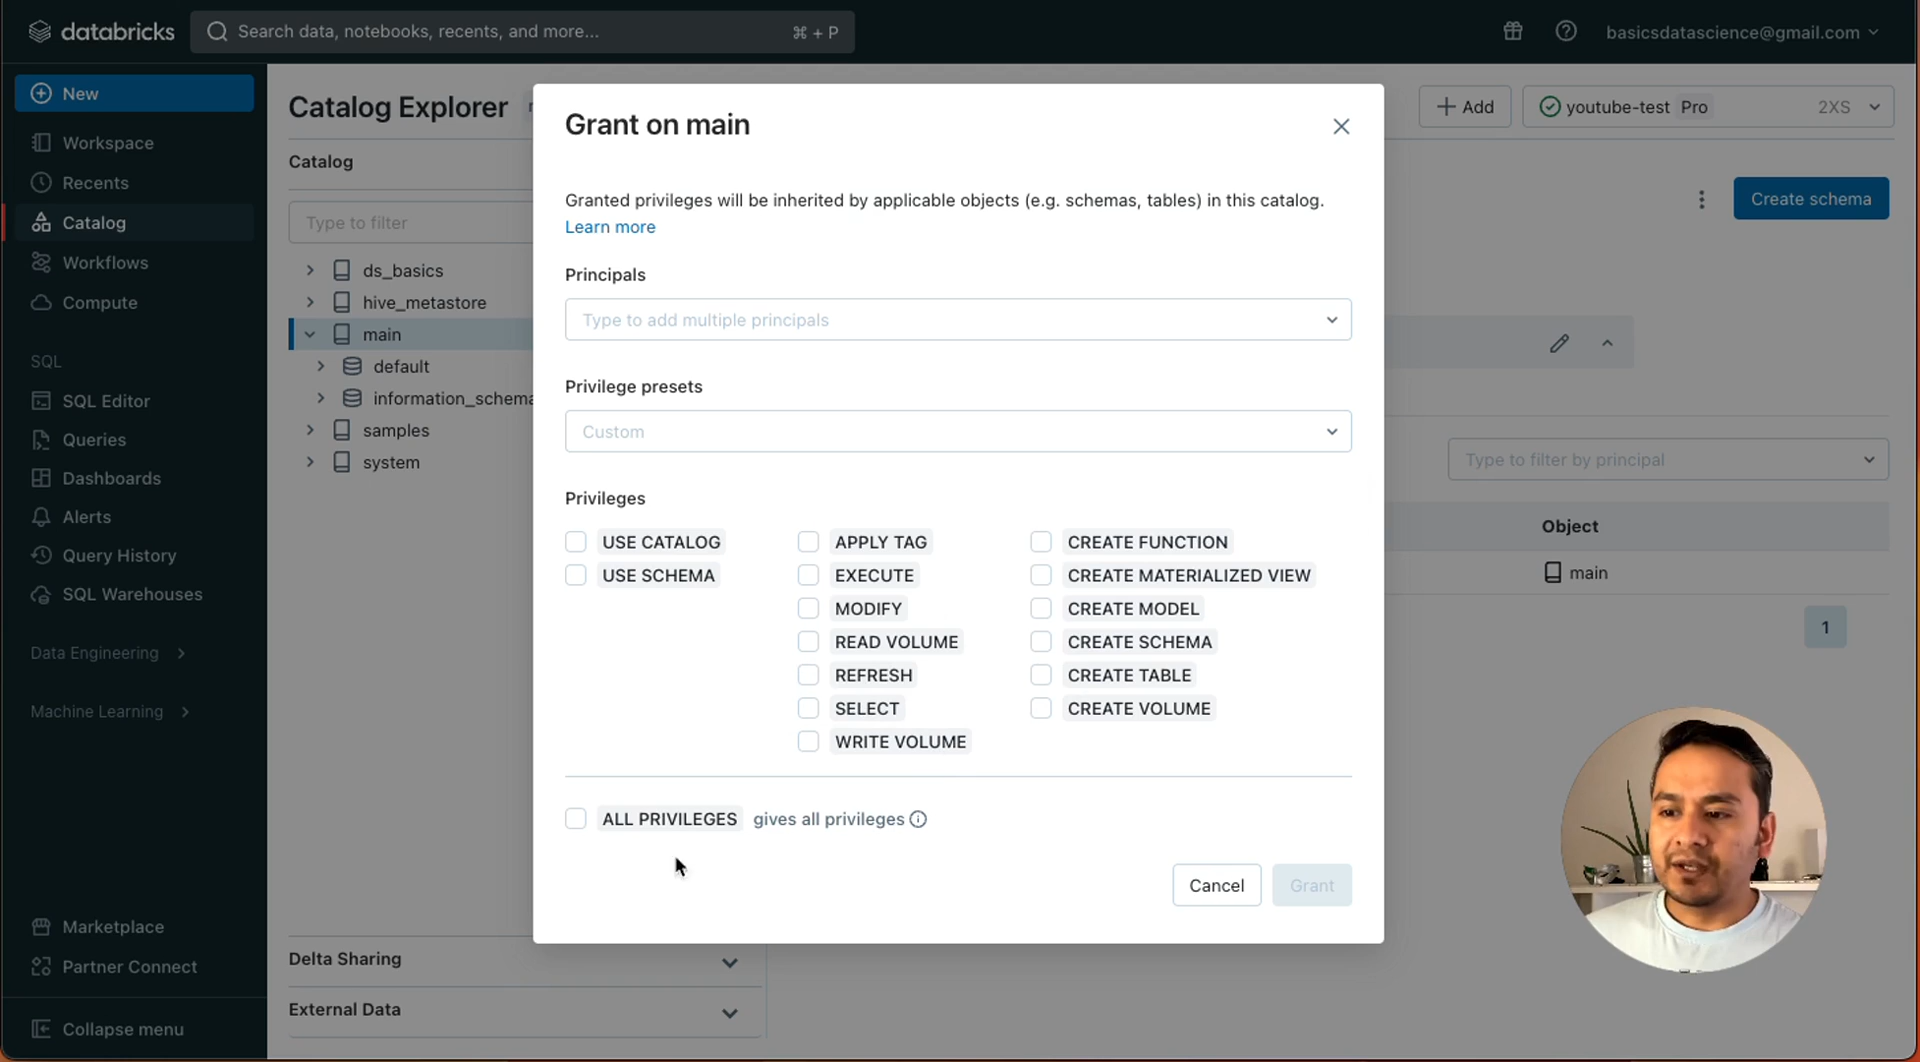 databricks
Search data, notebooks, recents, and more...
⌘ + P
basicsdatascience@gmail.com
New
Workspace
Recents
Catalog
Workflows
Compute
SQL
SQL Editor
Queries
Dashboards
Alerts
Query History
SQL Warehouses
Data Engineering
Machine Learning
Marketplace
Partner Connect
Collapse menu
Catalog Explorer
Add
youtube-test Pro 2XS
Catalog
Type to filter
ds_basics
hive_metastore
main
default
information_schema
samples
system
Delta Sharing
External Data
Create schema
Type to filter by principal
Object
main
1
Grant on main
Granted privileges will be inherited by applicable objects (e.g. schemas, tables) in this catalog.
Learn more
Principals
Type to add multiple principals
Privilege presets
Custom
Privileges
USE CATALOG
USE SCHEMA
APPLY TAG
EXECUTE
MODIFY
READ VOLUME
REFRESH
SELECT
WRITE VOLUME
CREATE FUNCTION
CREATE MATERIALIZED VIEW
CREATE MODEL
CREATE SCHEMA
CREATE TABLE
CREATE VOLUME
ALL PRIVILEGES gives all privileges
Cancel
Grant